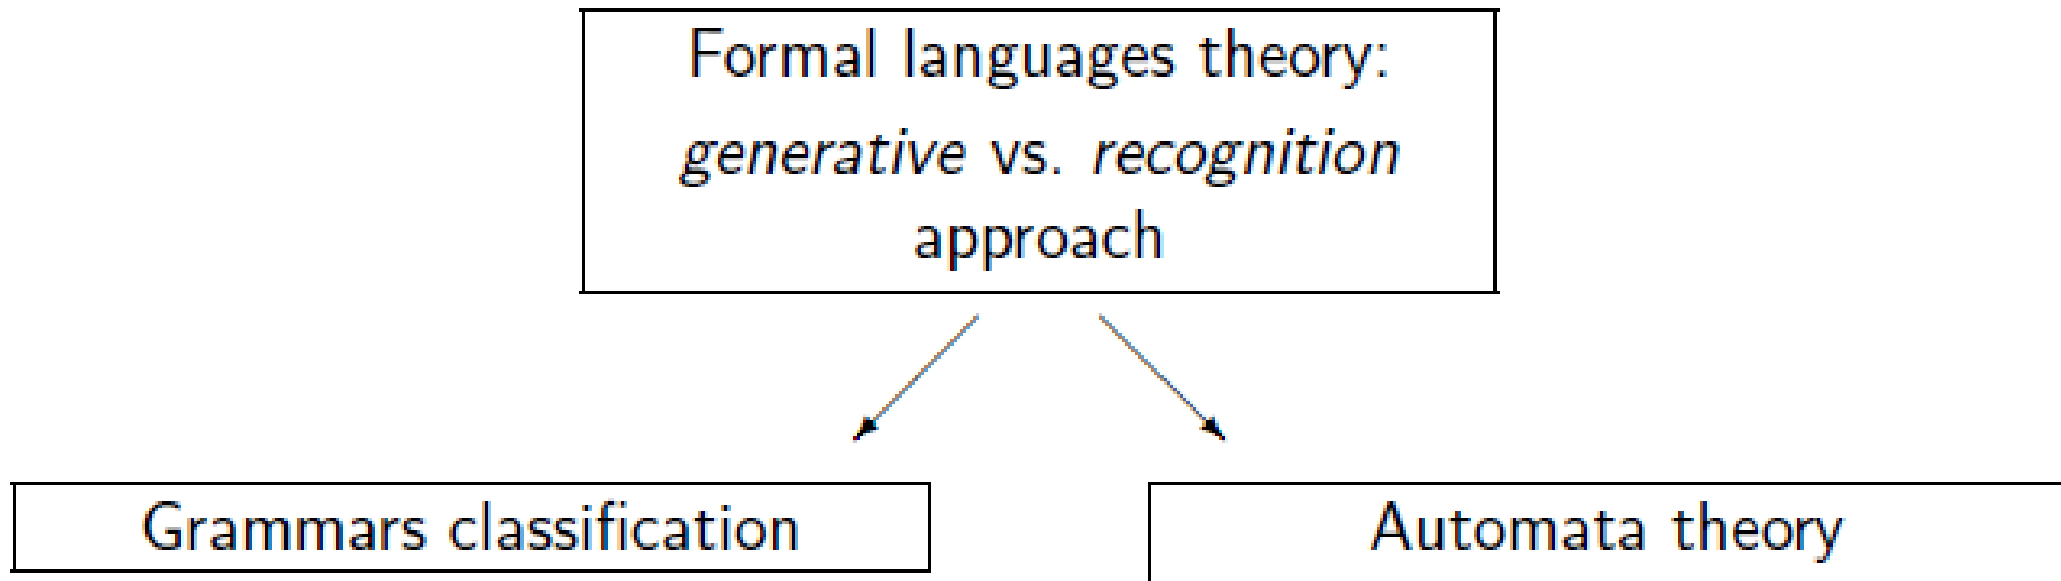 Formal languages theory:
generative vs. recognition
approach
Grammars classification
Automata theory